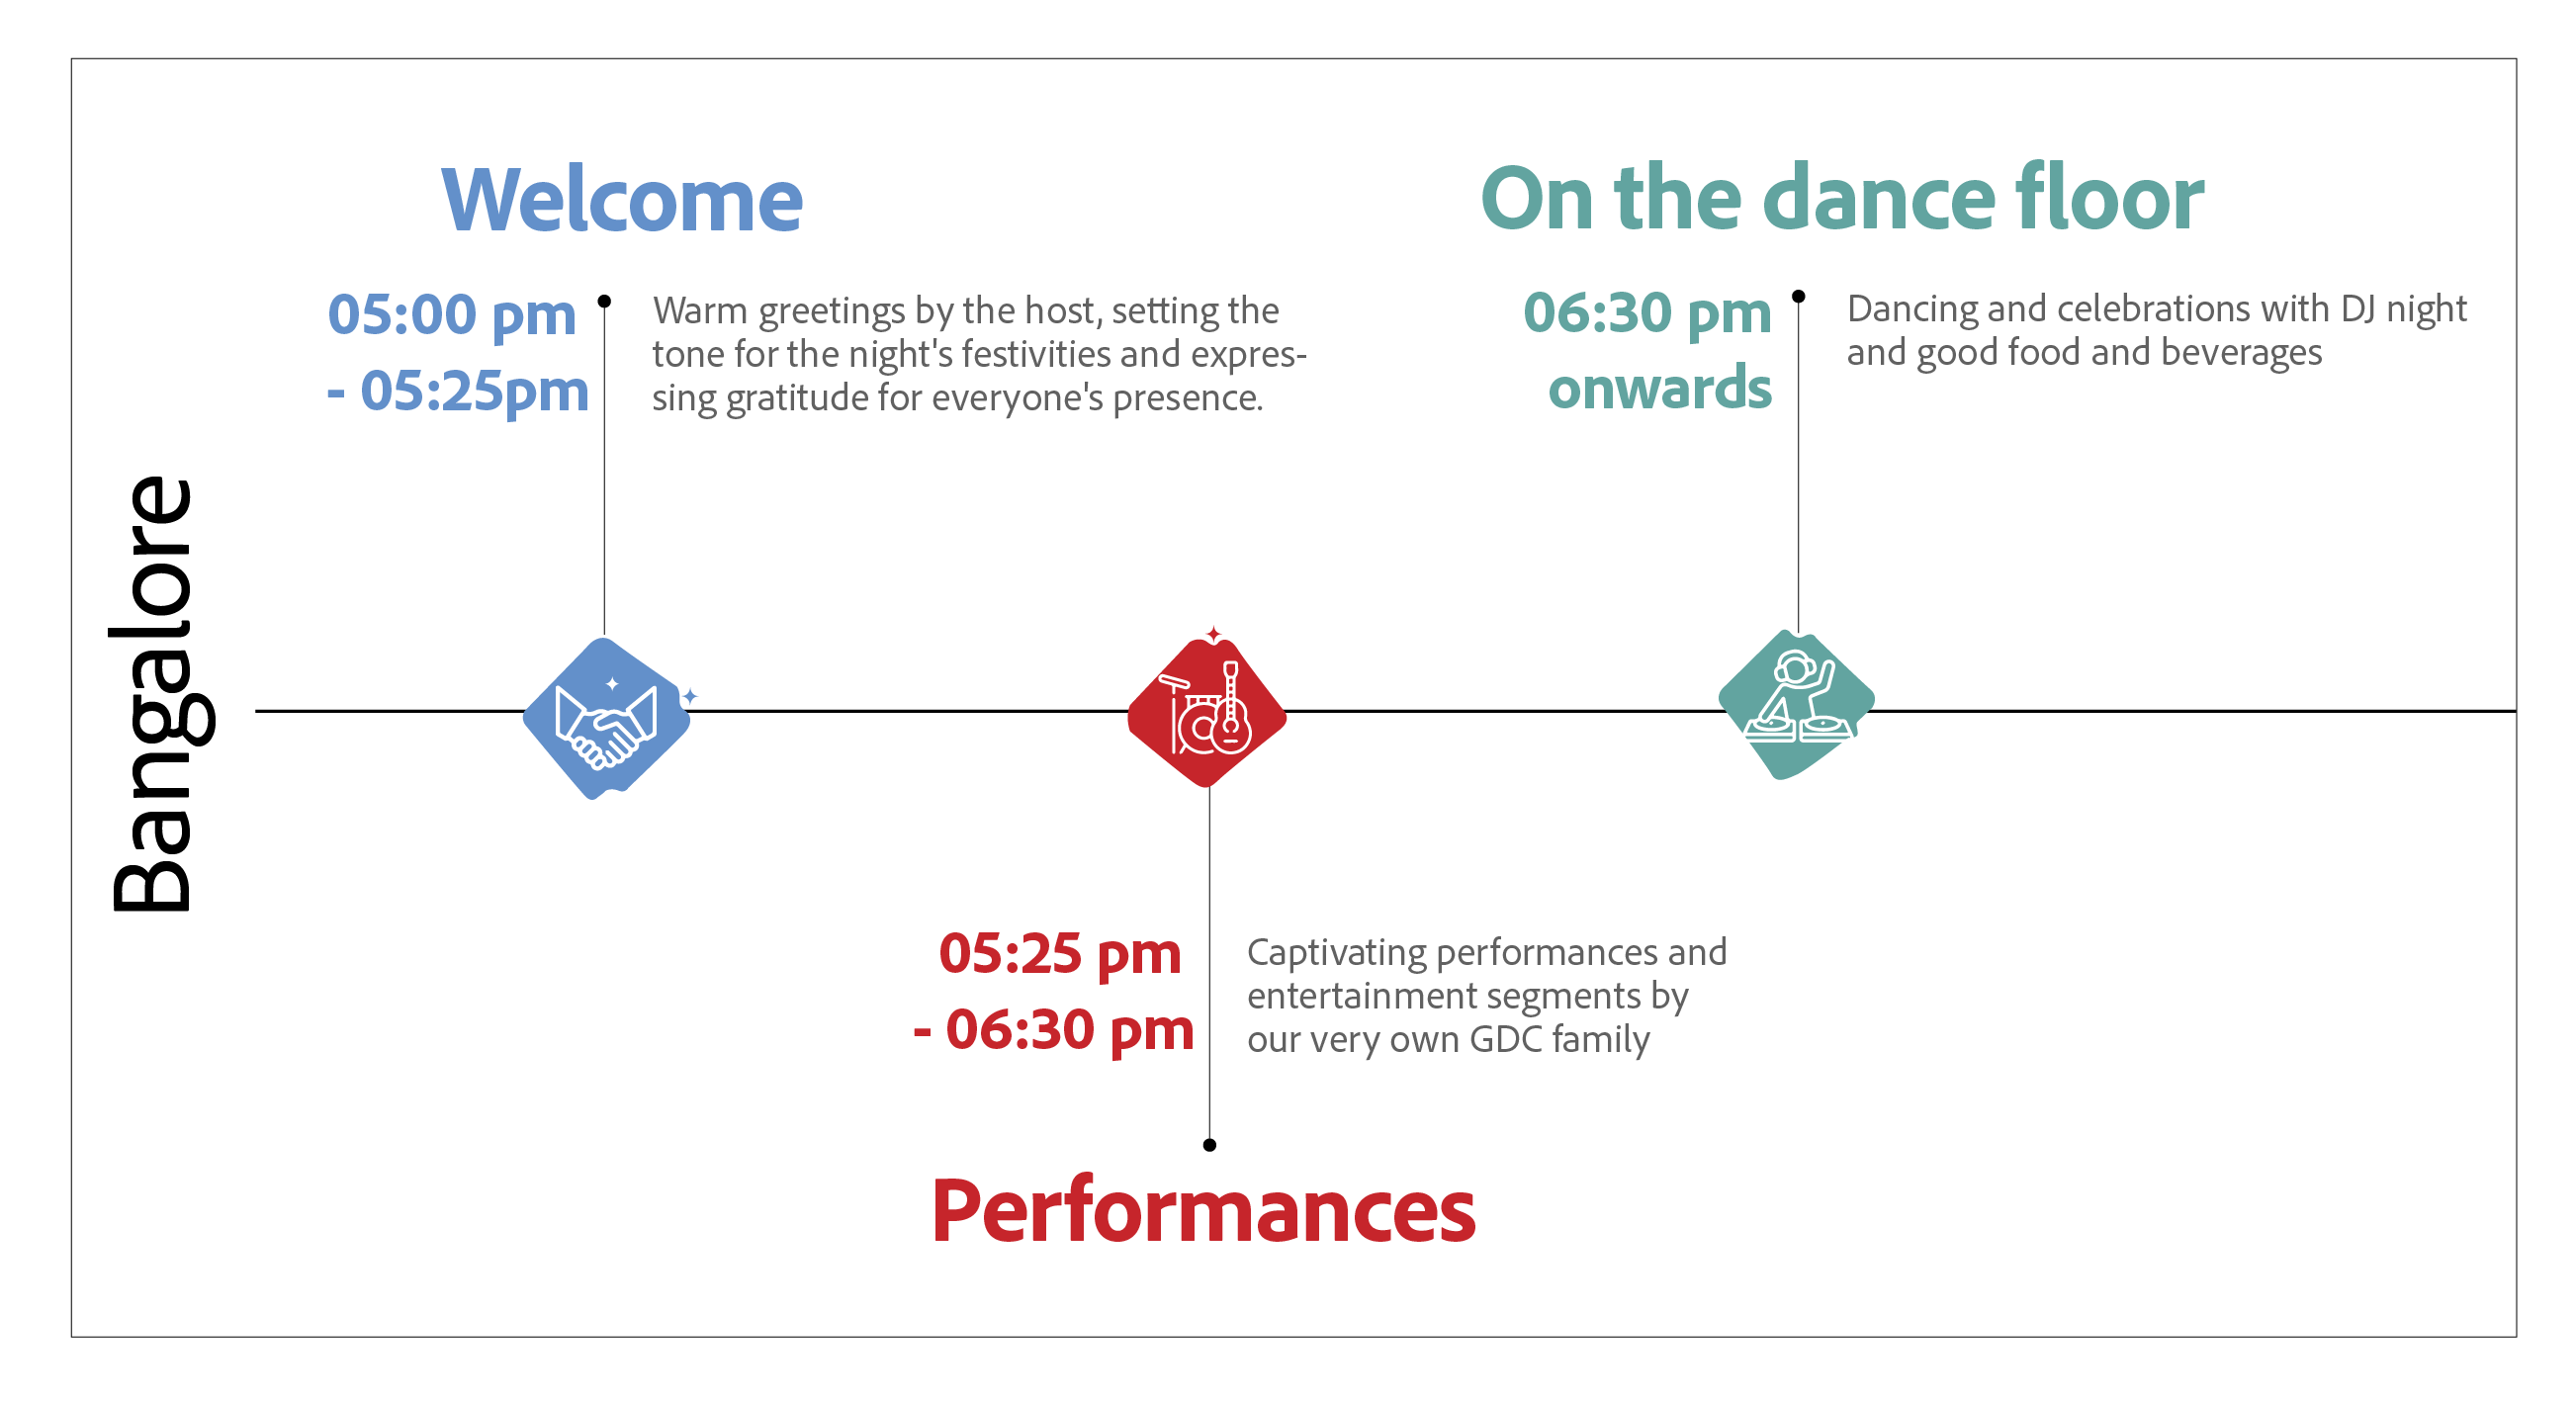 Bangalore
Welcome
05:00 pm
- 05:25pm
Warm greetings by the host, setting the
tone for the night's festivities and expres-
sing gratitude for everyone's presence.
05:25 pm
- 06:30 pm
Captivating performances and
entertainment segments by
our very own GDC family
Performances
On the dance floor
06:30 pm
onwards
Dancing and celebrations with DJ night
and good food and beverages